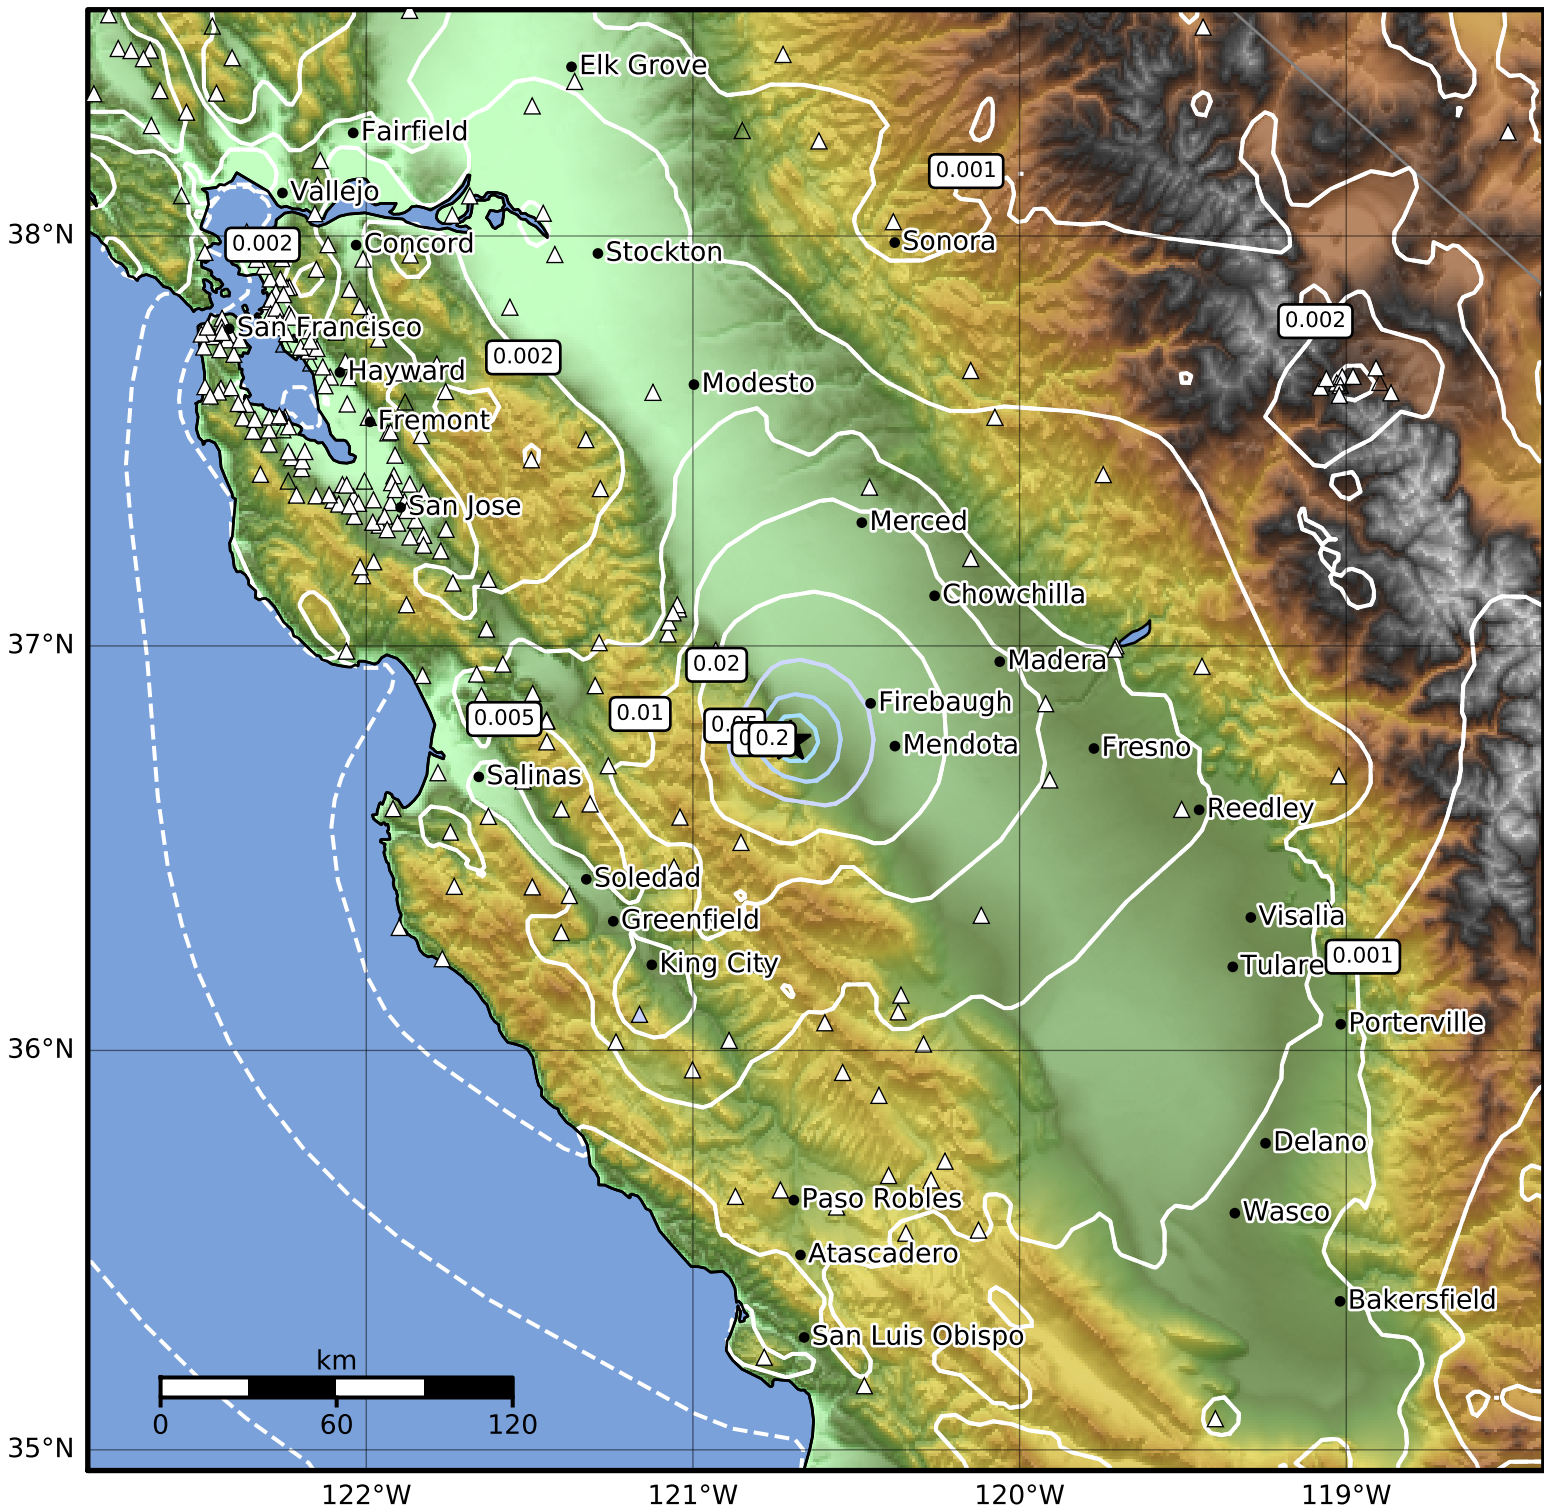 Elk Grove
Fairfield
0.001
Vallejo
38°N
0.002
Concord
Stockton
Sonora
San Francisco
0.002
0.002
Hayward
Modesto
Fremont
San Jose
Merced
Chowchilla
37°N
0.02
Madera
0.005
0.01
Firebaugh
0.05
0.2
Mendota
Fresno
Salinas
Reedley
Soledad
Greenfield
Visalia
King City
Tulare
0.001
36°N
Porterville
Delano
Paso Robles
Wasco
Atascadero
Bakersfield
San Luis Obispo
km
0 60 120
35°N
122°W 121°W 120°W 119°W